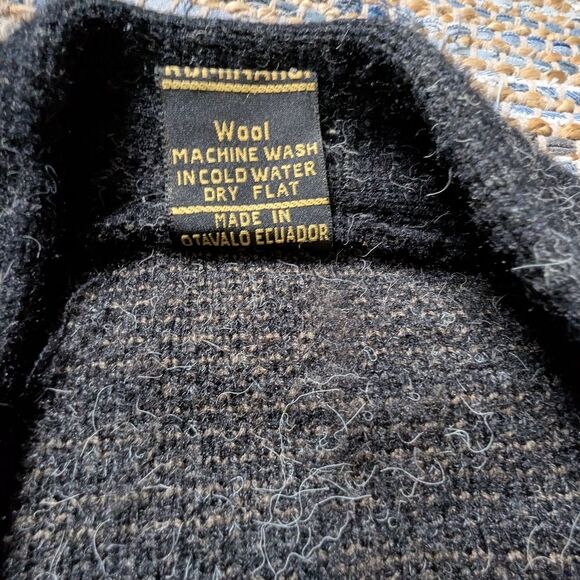 Wool
MACHINE WASH
IN COLD WATER
DRY FLAT
MADE IN
OTAVALO ECUADOR